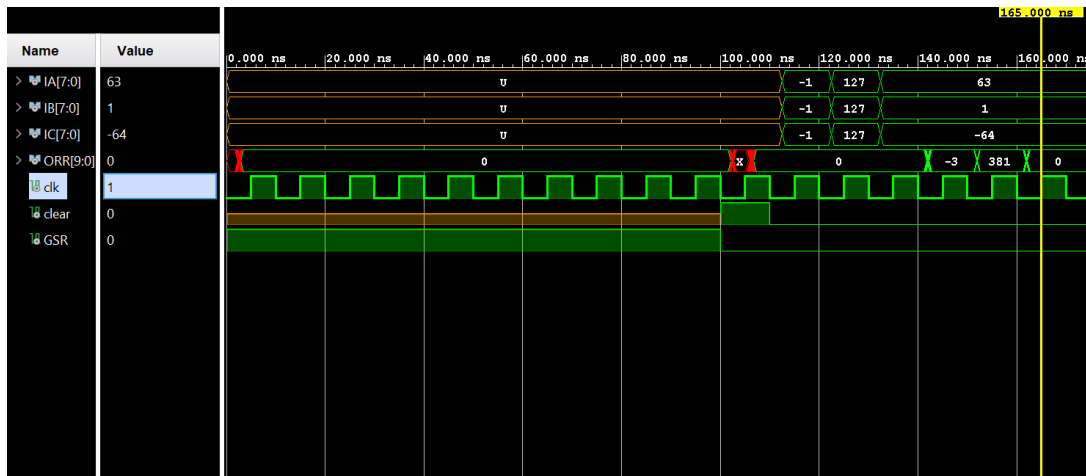 165.000 ns
Name Value
0.000 ns 20.000 ns 40.000 ns 60.000 ns 80.000 ns 100.000 ns 120.000 ns 140.000 ns 160.000 ns
IA[7:0] 63 U -1 127 63
IB[7:0] 1 U -1 127 1
IC[7:0] -64 U -1 127 -64
ORR[9:0] 0 0 X 0 -3 381 0
clk 1
clear 0
GSR 0